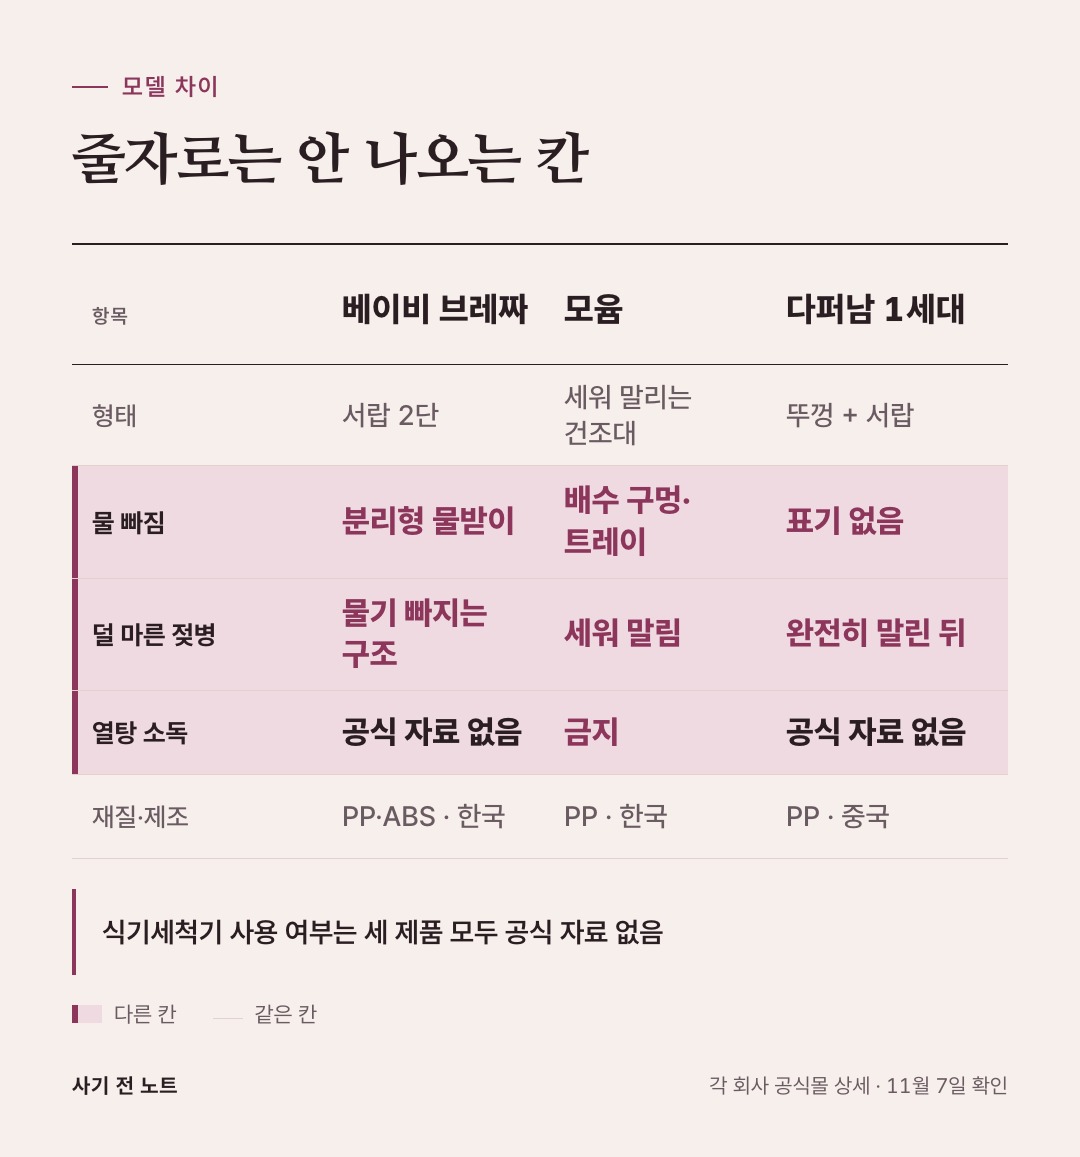 모델 차이
줄자로는 안 나오는 칸
항목 베이비 브레짜 모윰 다퍼남 1세대
형태 서랍 2단 세워 말리는 건조대 뚜껑 + 서랍
물 빠짐 분리형 물받이 배수 구멍· 트레이 표기 없음
덜 마른 젖병 물기 빠지는 구조 세워 말림 완전히 말린 뒤
열탕 소독 공식 자료 없음 금지 공식 자료 없음
재질·제조 PP·ABS · 한국 PP · 한국 PP · 중국
식기세척기 사용 여부는 세 제품 모두 공식 자료 없음
다른 칸 같은 칸
사기 전 노트 각 회사 공식몰 상세 · 11월 7일 확인